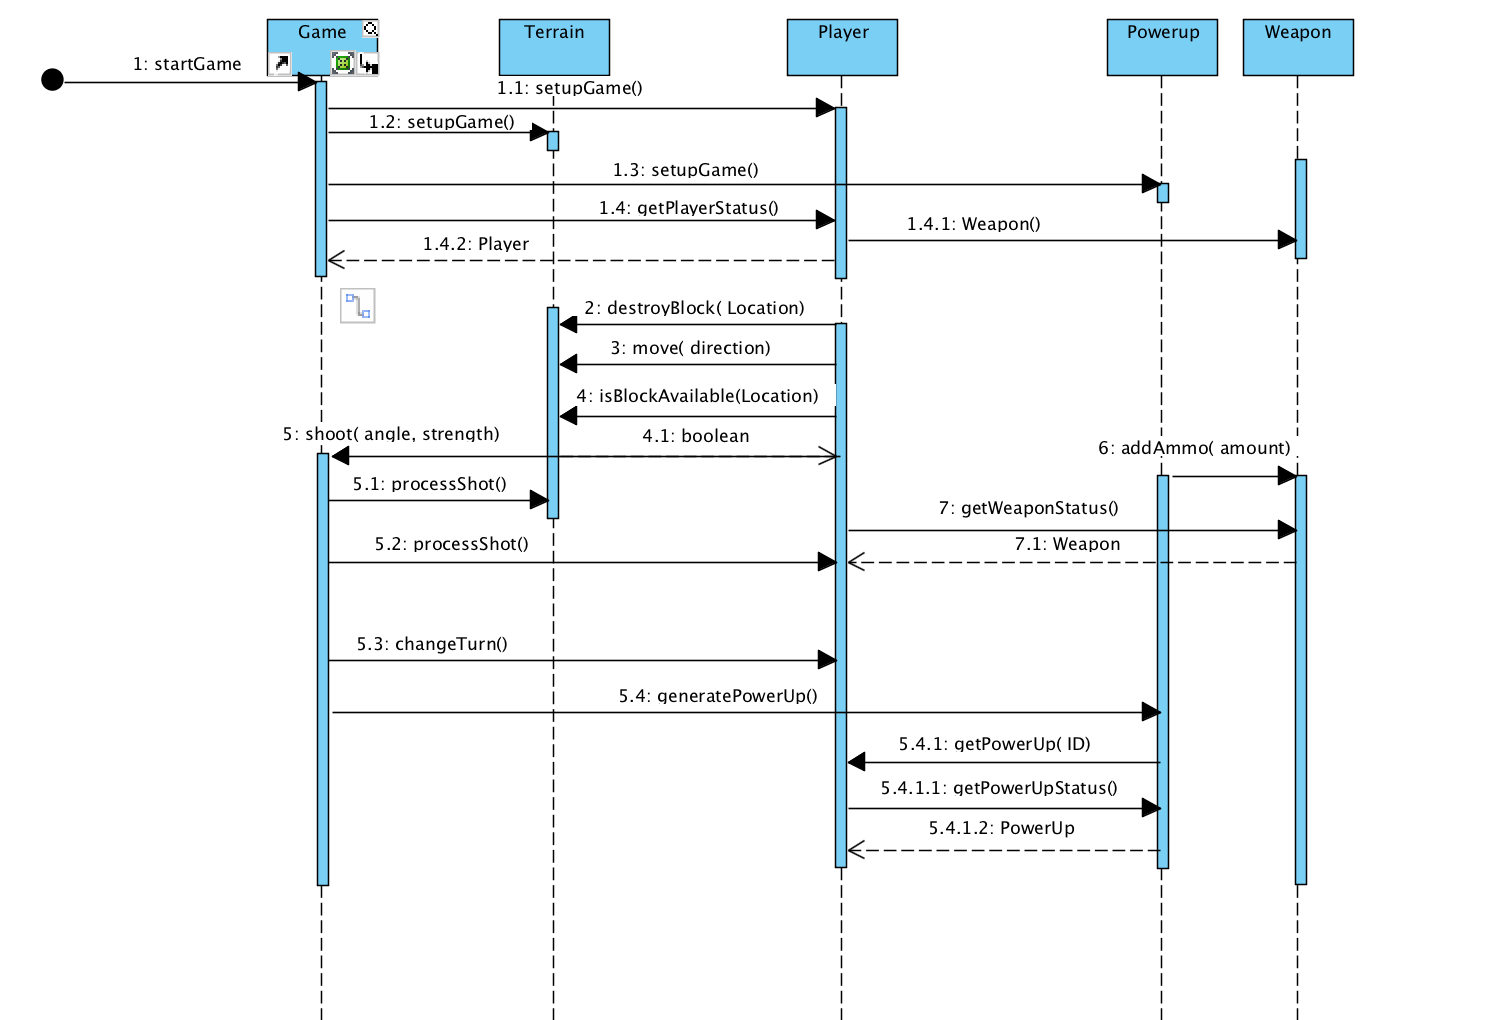 Game
Terrain
Player
Powerup
Weapon
1: startGame
1.1: setupGame()
1.2: setupGame()
1.3: setupGame()
1.4: getPlayerStatus()
1.4.1: Weapon()
1.4.2: Player
2: destroyBlock( Location)
3: move( direction)
4: isBlockAvailable(Location)
5: shoot( angle, strength)
4.1: boolean
6: addAmmo( amount)
5.1: processShot()
7: getWeaponStatus()
5.2: processShot()
7.1: Weapon
5.3: changeTurn()
5.4: generatePowerUp()
5.4.1: getPowerUp( ID)
5.4.1.1: getPowerUpStatus()
5.4.1.2: PowerUp